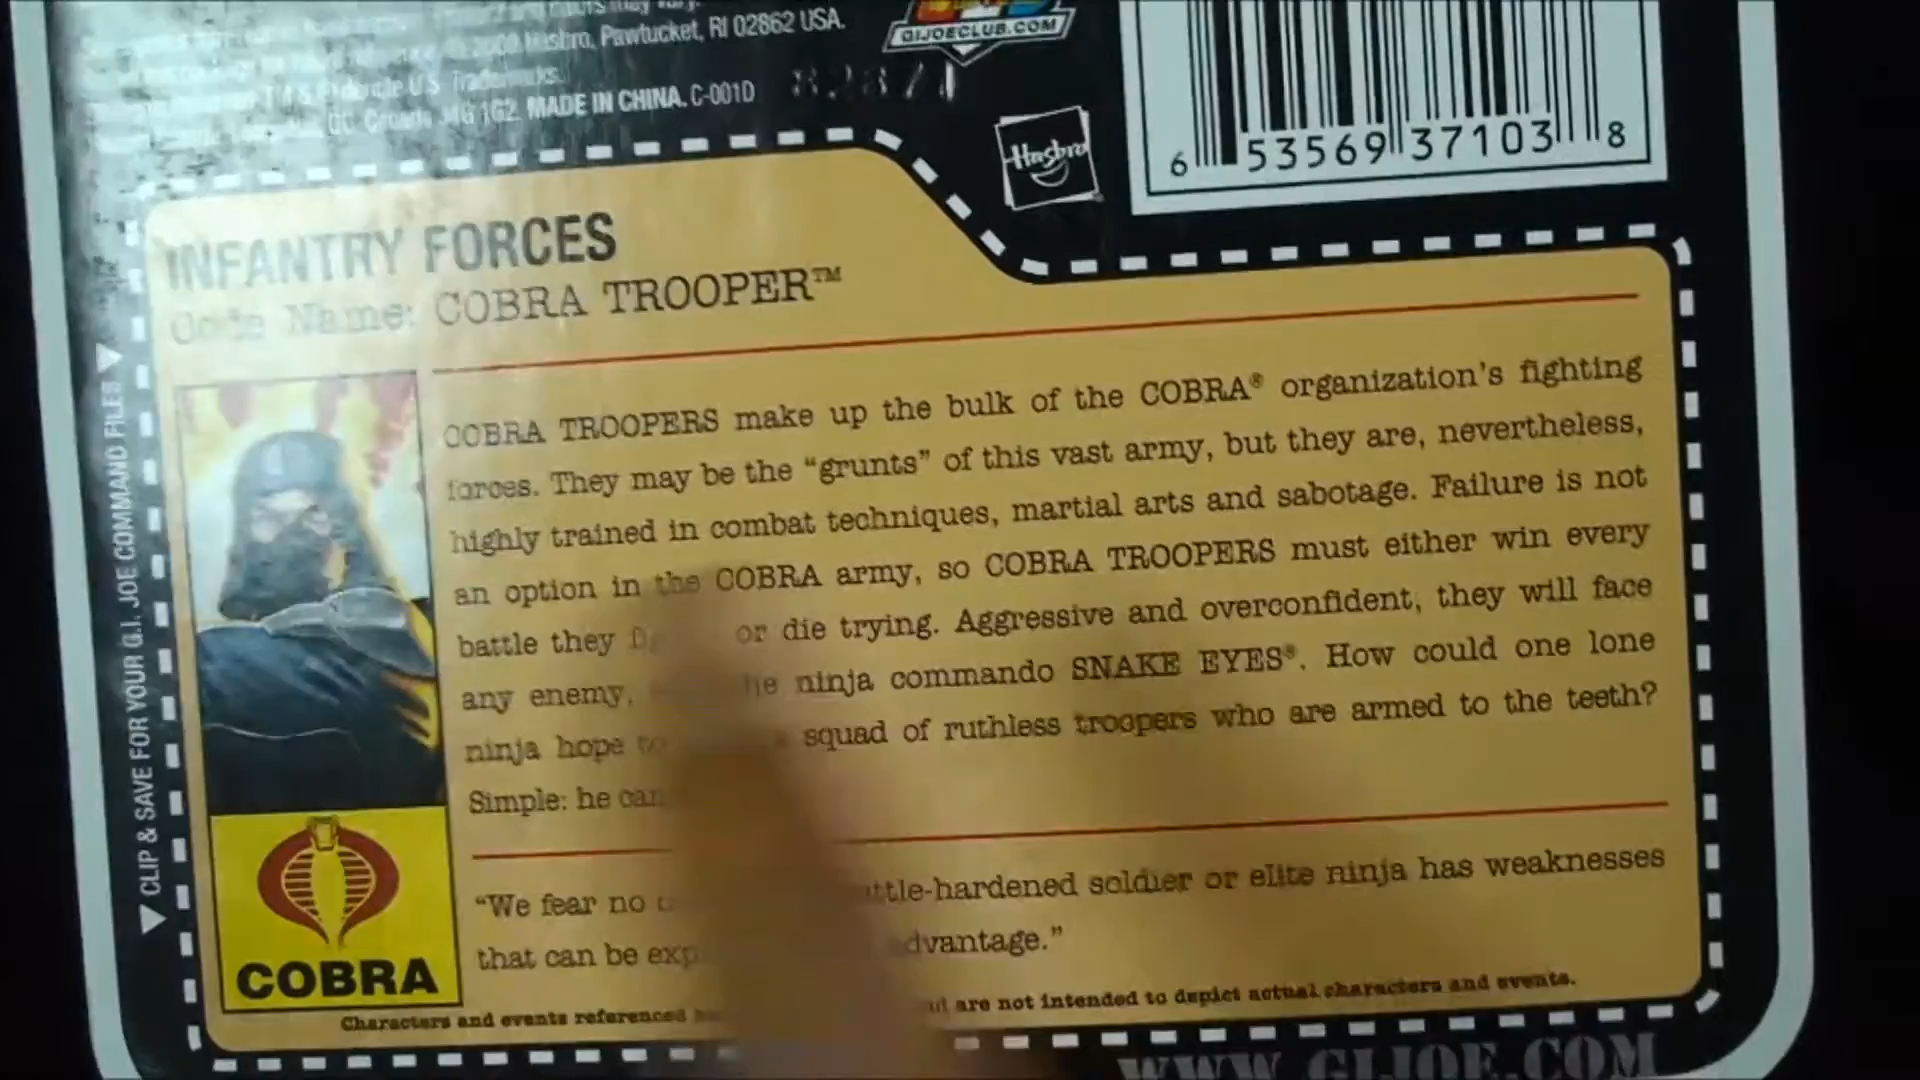 Hasbro, Pawtucket, RI 02862 USA.
TM & U.S. Trademarks.
Canada J4G 1G2. MADE IN CHINA. C-001D
GIJOECLUB.COM
Hasbro
6 53569 37103 8
INFANTRY FORCES
Code Name: COBRA TROOPER™
COBRA TROOPERS make up the bulk of the COBRA® organization's fighting
forces. They may be the "grunts" of this vast army, but they are, nevertheless,
highly trained in combat techniques, martial arts and sabotage. Failure is not
an option in the COBRA army, so COBRA TROOPERS must either win every
battle they or die trying. Aggressive and overconfident, they will face
any enemy, ninja commando SNAKE EYES®. How could one lone
ninja hope to squad of ruthless troopers who are armed to the teeth?
Simple: he
"We fear no soldier or elite ninja has weaknesses
that can be
Characters and events referenced are not intended to depict actual characters and events.
COBRA
CLIP & SAVE FOR YOUR G.I. JOE COMMAND FILES
WWW.GIJOE.COM